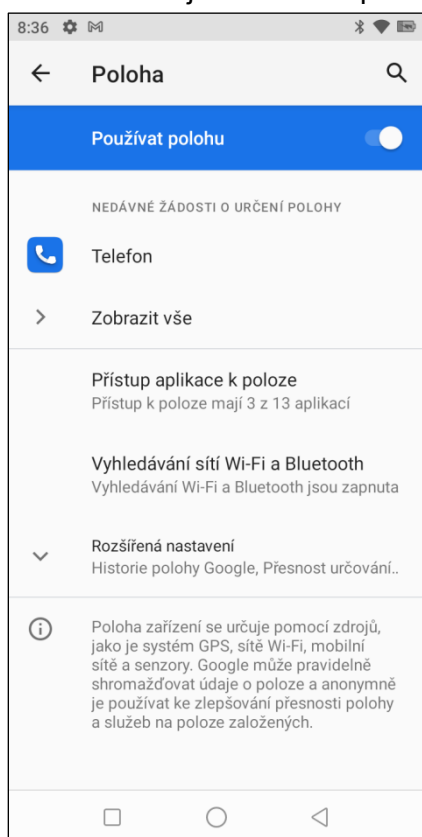 8:36
Poloha
Používat polohu
NEDÁVNÉ ŽÁDOSTI O URČENÍ POLOHY
Telefon
Zobrazit vše
Přístup aplikace k poloze
Přístup k poloze mají 3 z 13 aplikací
Vyhledávání sítí Wi-Fi a Bluetooth
Vyhledávání Wi-Fi a Bluetooth jsou zapnuta
Rozšířená nastavení
Historie polohy Google, Přesnost určování..
Poloha zařízení se určuje pomocí zdrojů,
jako je systém GPS, sítě Wi-Fi, mobilní
sítě a senzory. Google může pravidelně
shromažďovat údaje o poloze a anonymně
je používat ke zlepšování přesnosti polohy
a služeb na poloze založených.